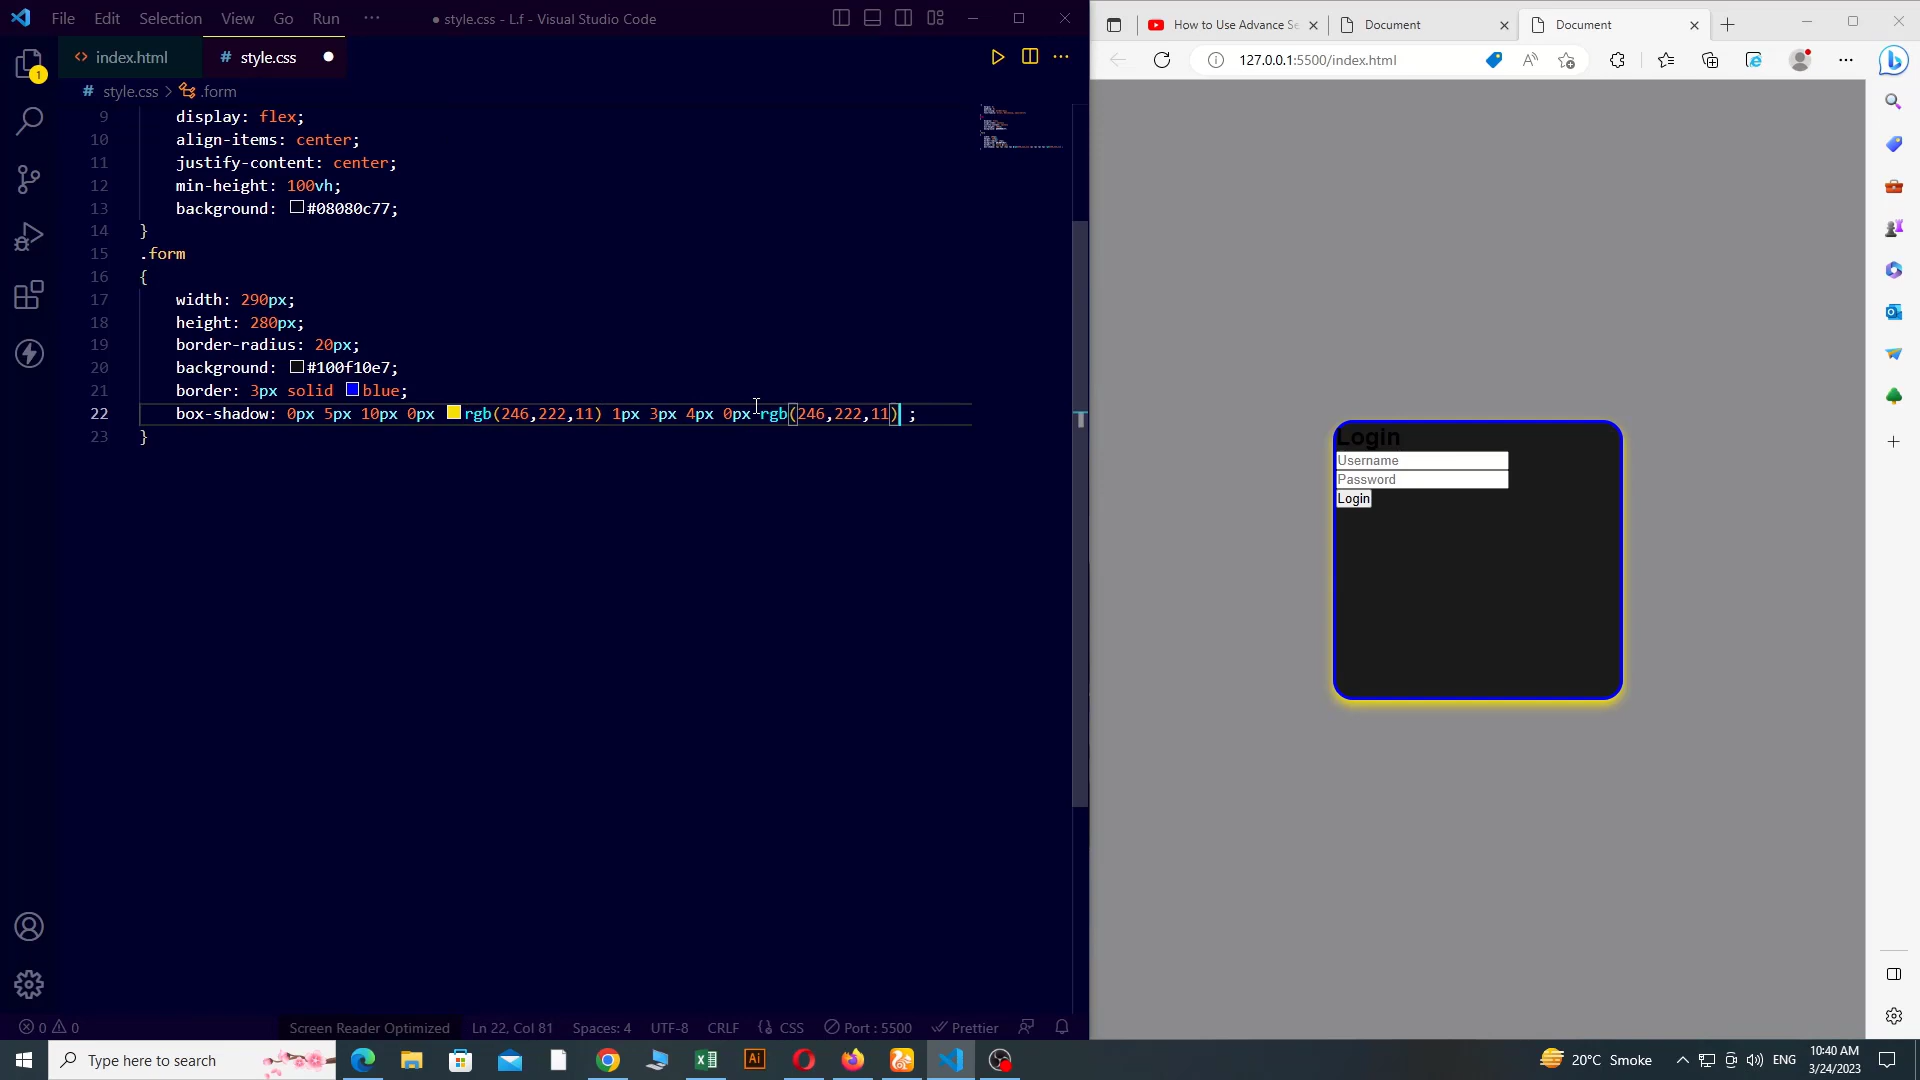 File Edit Selection View Go Run ··· ● style.css - L.f - Visual Studio Code
<> index.html # style.css ●
# style.css > .form
9 display: flex;
10 align-items: center;
11 justify-content: center;
12 min-height: 100vh;
13 background: #08080c77;
14 }
15 .form
16 {
17 width: 290px;
18 height: 280px;
19 border-radius: 20px;
20 background: #100f10e7;
21 border: 3px solid blue;
22 box-shadow: 0px 5px 10px 0px rgb(246,222,11) 1px 3px 4px 0px rgb(246,222,11) ;
23 }
1
0 0 Screen Reader Optimized Ln 22, Col 81 Spaces: 4 UTF-8 CRLF {} CSS Port : 5500 Prettier
How to Use Advance Se Document Document
127.0.0.1:5500/index.html
Login
Username
Password
Login
Type here to search
Ai
20°C Smoke ENG
10:40 AM
3/24/2023